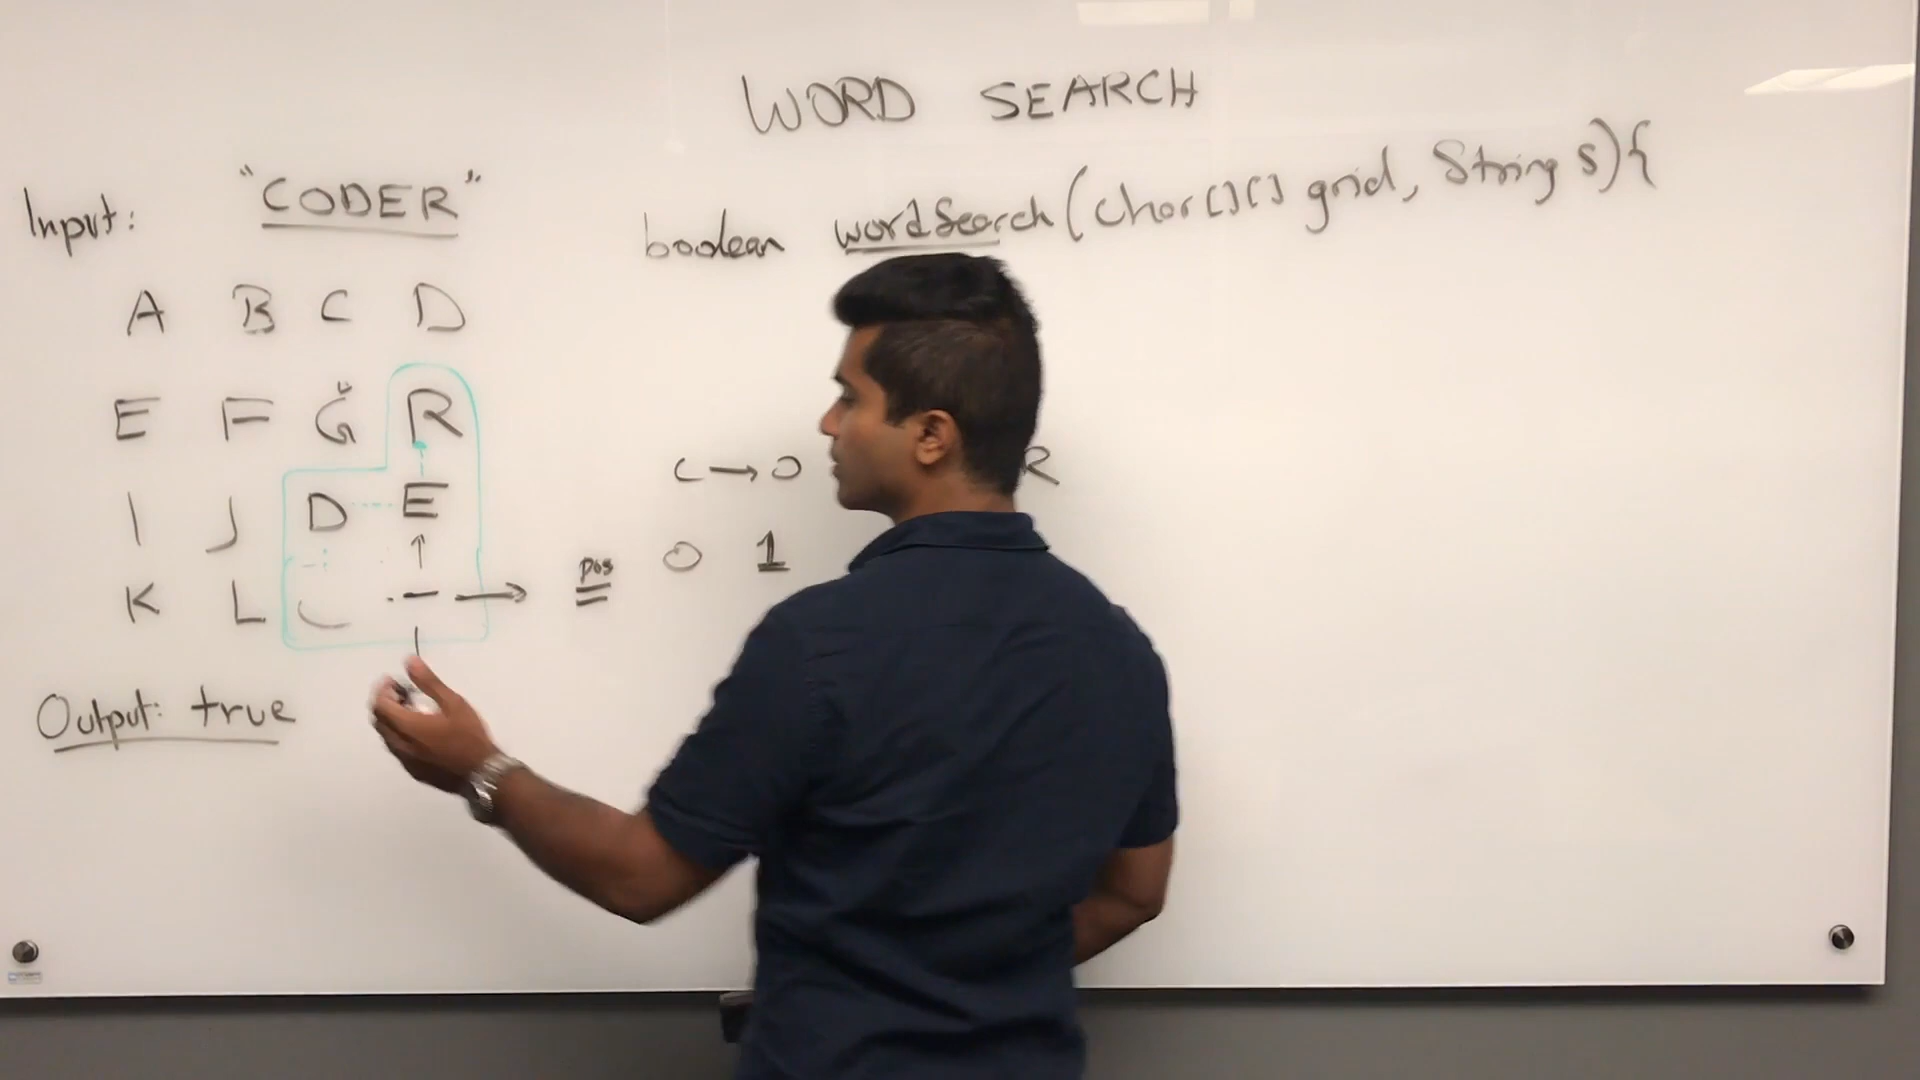 WORD SEARCH
Input: "CODER"
boolean wordSearch(char[][] grid, String s){
A B C D
E F G R
I J D E
K L
C → O R
pos 0 1
Output: true